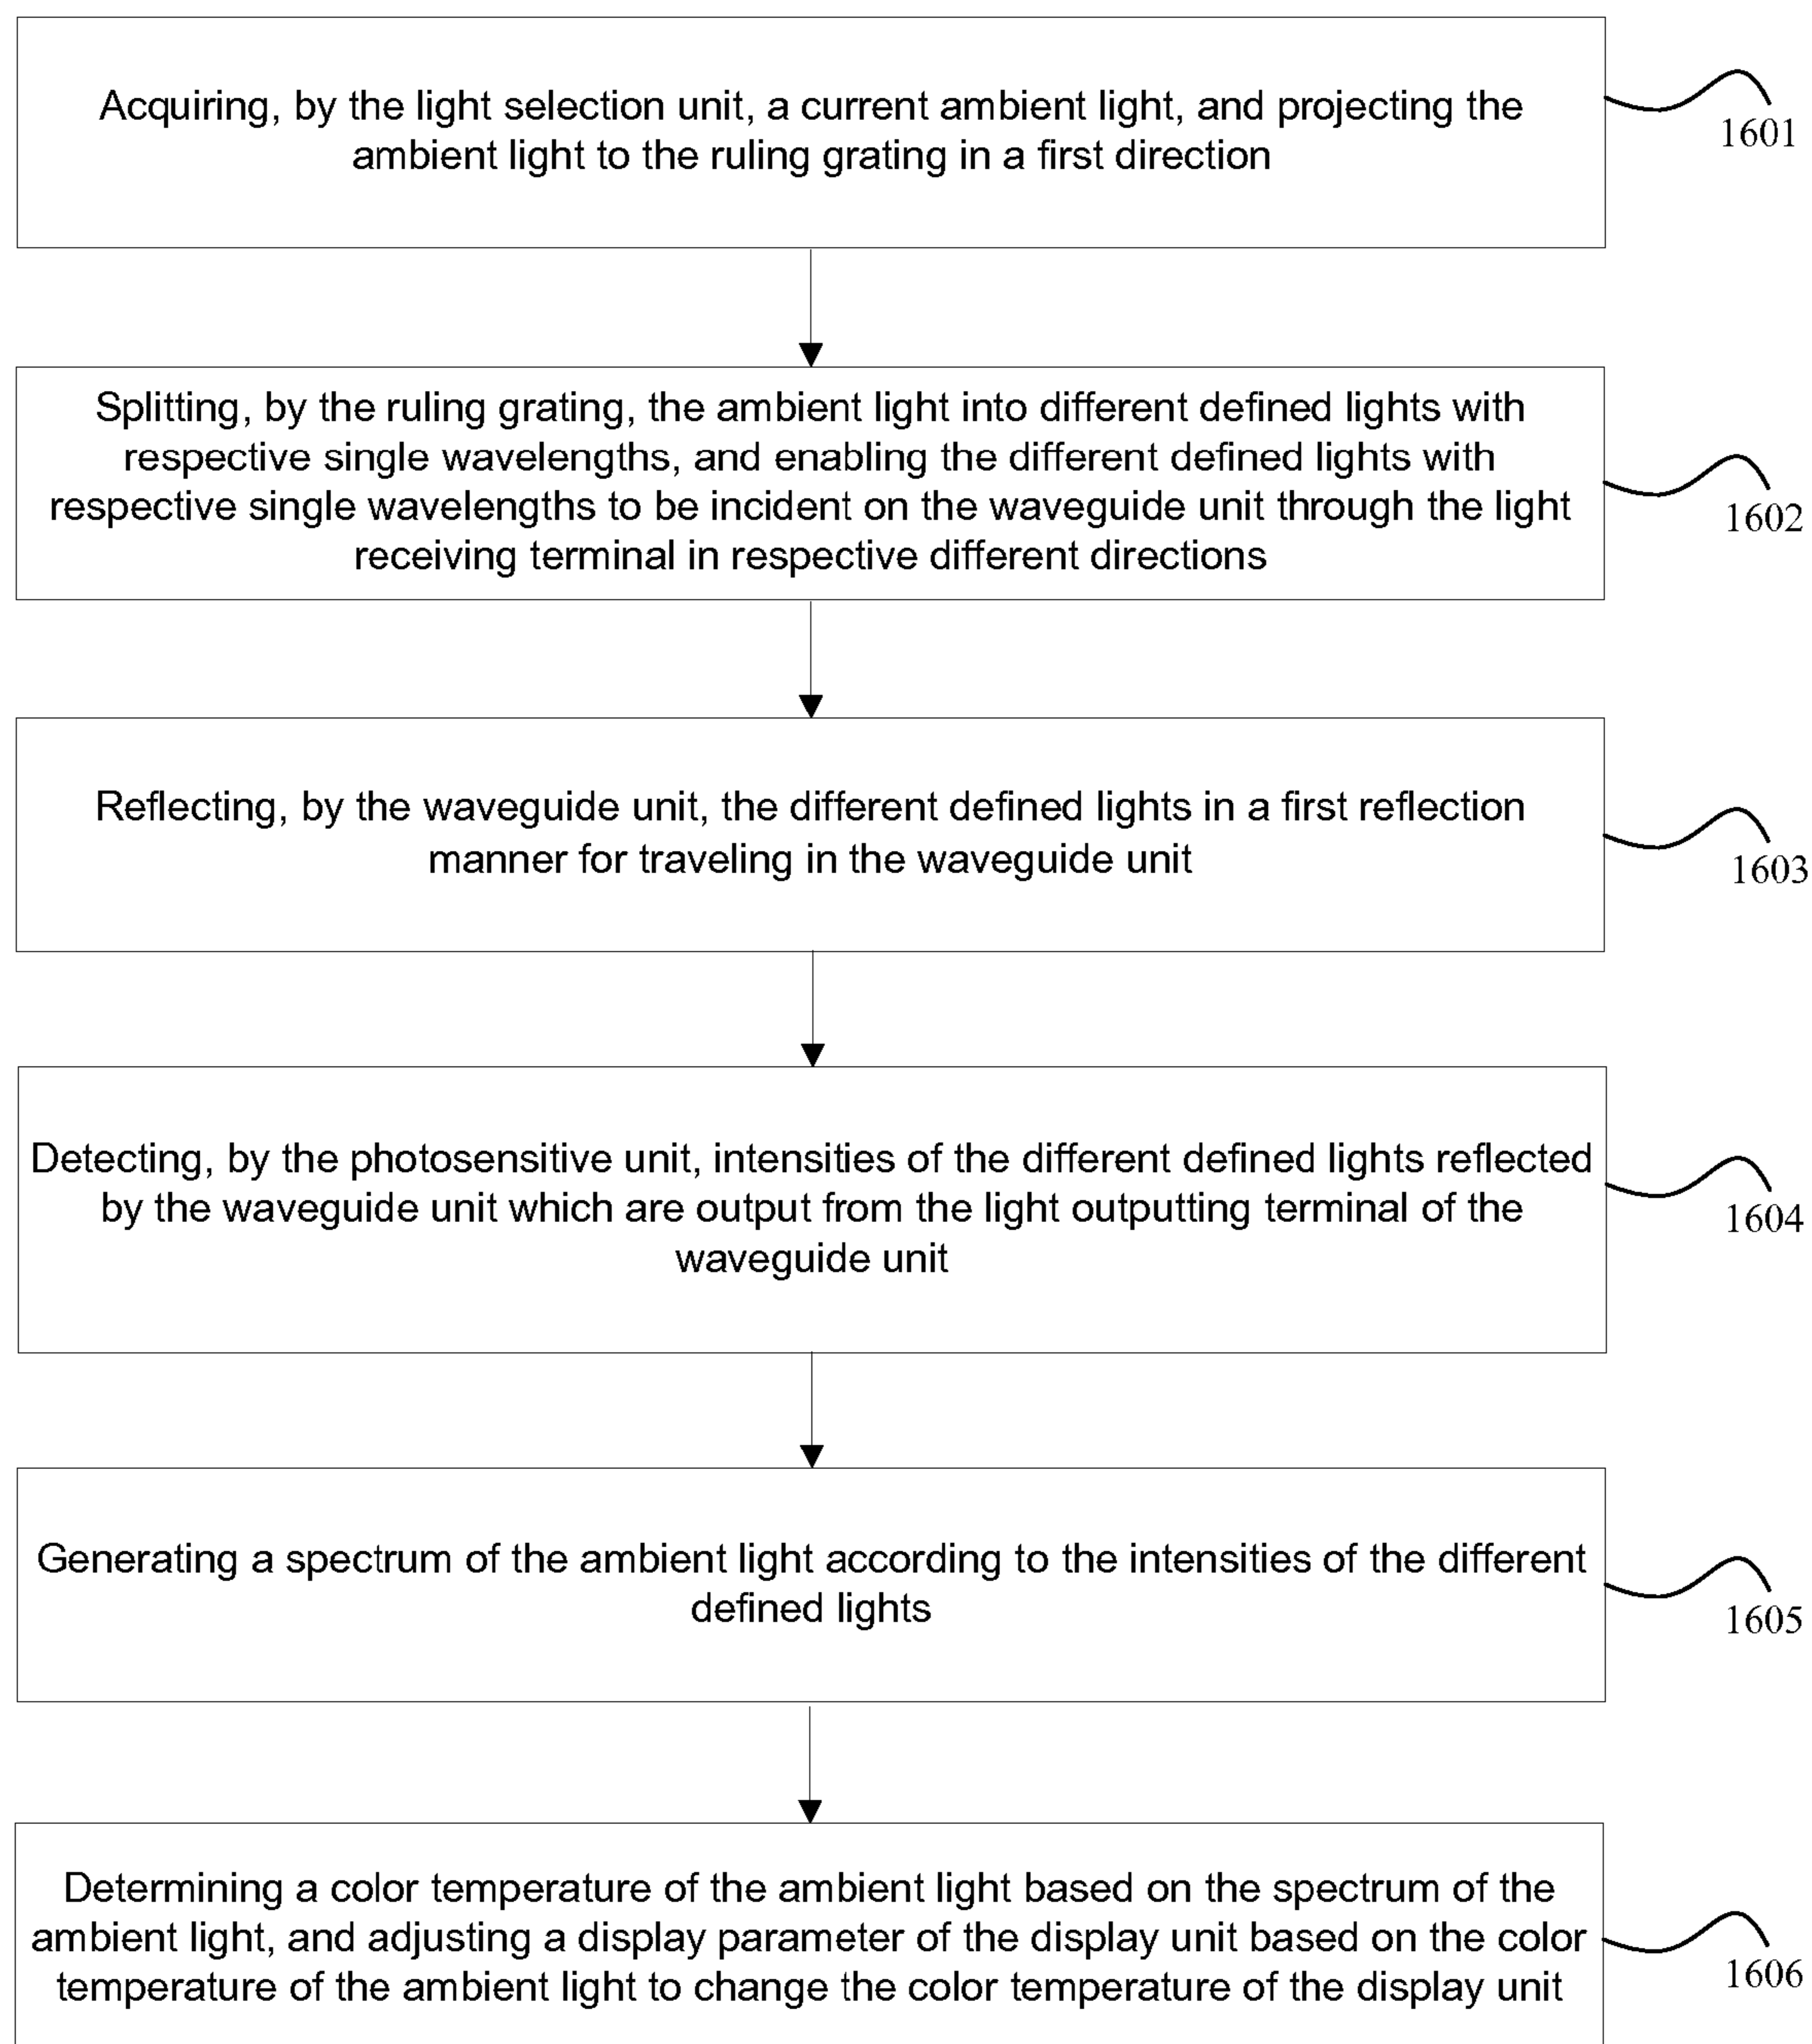 Acquiring, by the light selection unit, a current ambient light, and projecting the
ambient light to the ruling grating in a first direction
1601
Splitting, by the ruling grating, the ambient light into different defined lights with
respective single wavelengths, and enabling the different defined lights with
respective single wavelengths to be incident on the waveguide unit through the light
receiving terminal in respective different directions
1602
Reflecting, by the waveguide unit, the different defined lights in a first reflection
manner for traveling in the waveguide unit
1603
Detecting, by the photosensitive unit, intensities of the different defined lights reflected
by the waveguide unit which are output from the light outputting terminal of the
waveguide unit
1604
Generating a spectrum of the ambient light according to the intensities of the different
defined lights
1605
Determining a color temperature of the ambient light based on the spectrum of the
ambient light, and adjusting a display parameter of the display unit based on the color
temperature of the ambient light to change the color temperature of the display unit
1606